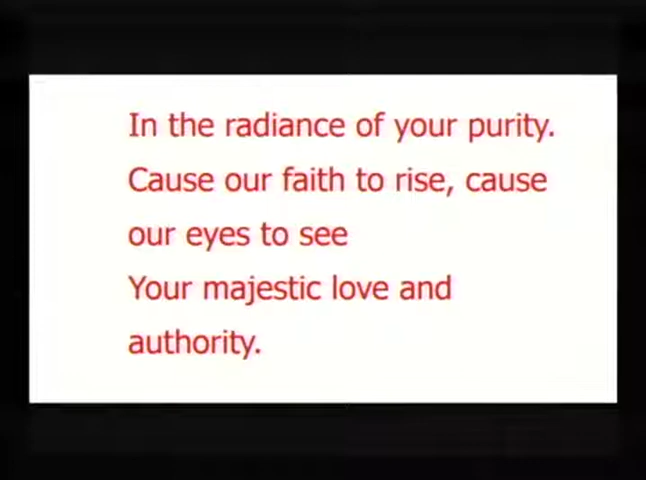 In the radiance of your purity.
Cause our faith to rise, cause
our eyes to see
Your majestic love and
authority.